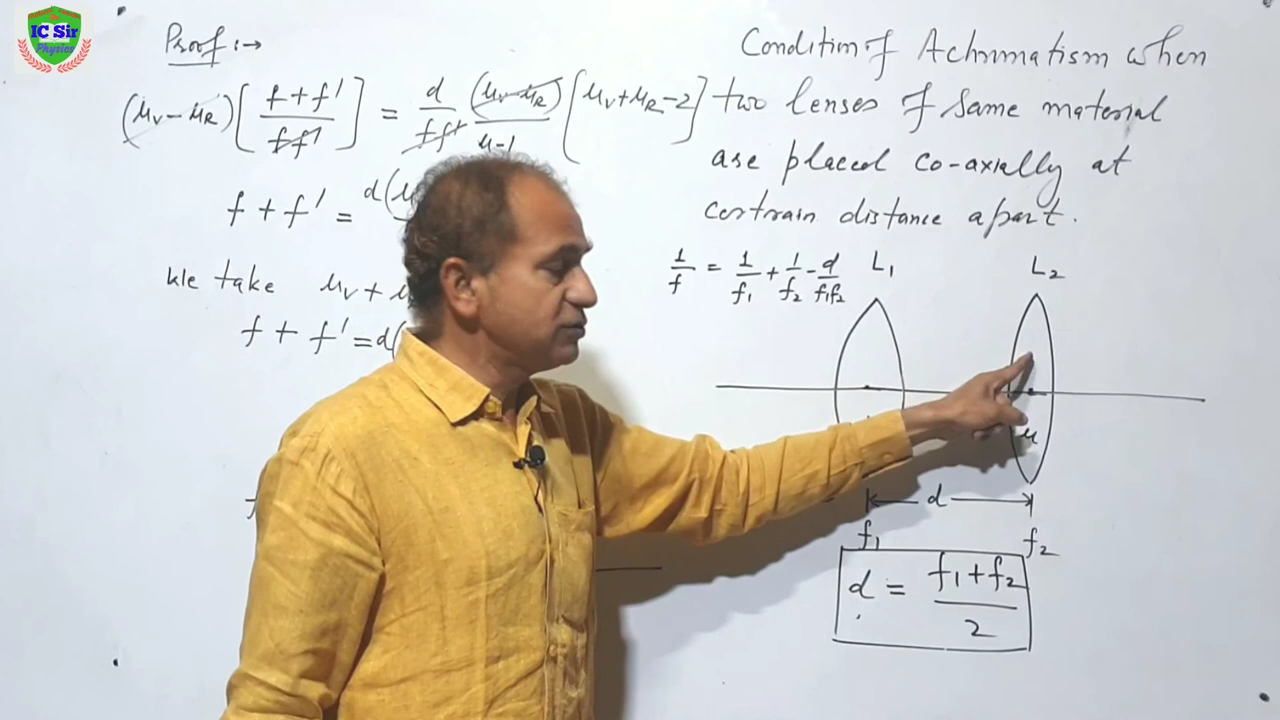 IC Sir
Physics
Proof :→
(μV − μR) [ f + f' / ff' ] = d / ff' (μV − μR) / μ−1 [ μV + μR − 2 ]
f + f' = d(
We take μV +
f + f' = d(
Condition of Achromatism when
two lenses of same material
are placed co-axially at
certrain distance apart.
1/f = 1/f1 + 1/f2 − d/f1f2
L1
L2
μ
d
f1
f2
d = f1 + f2 / 2